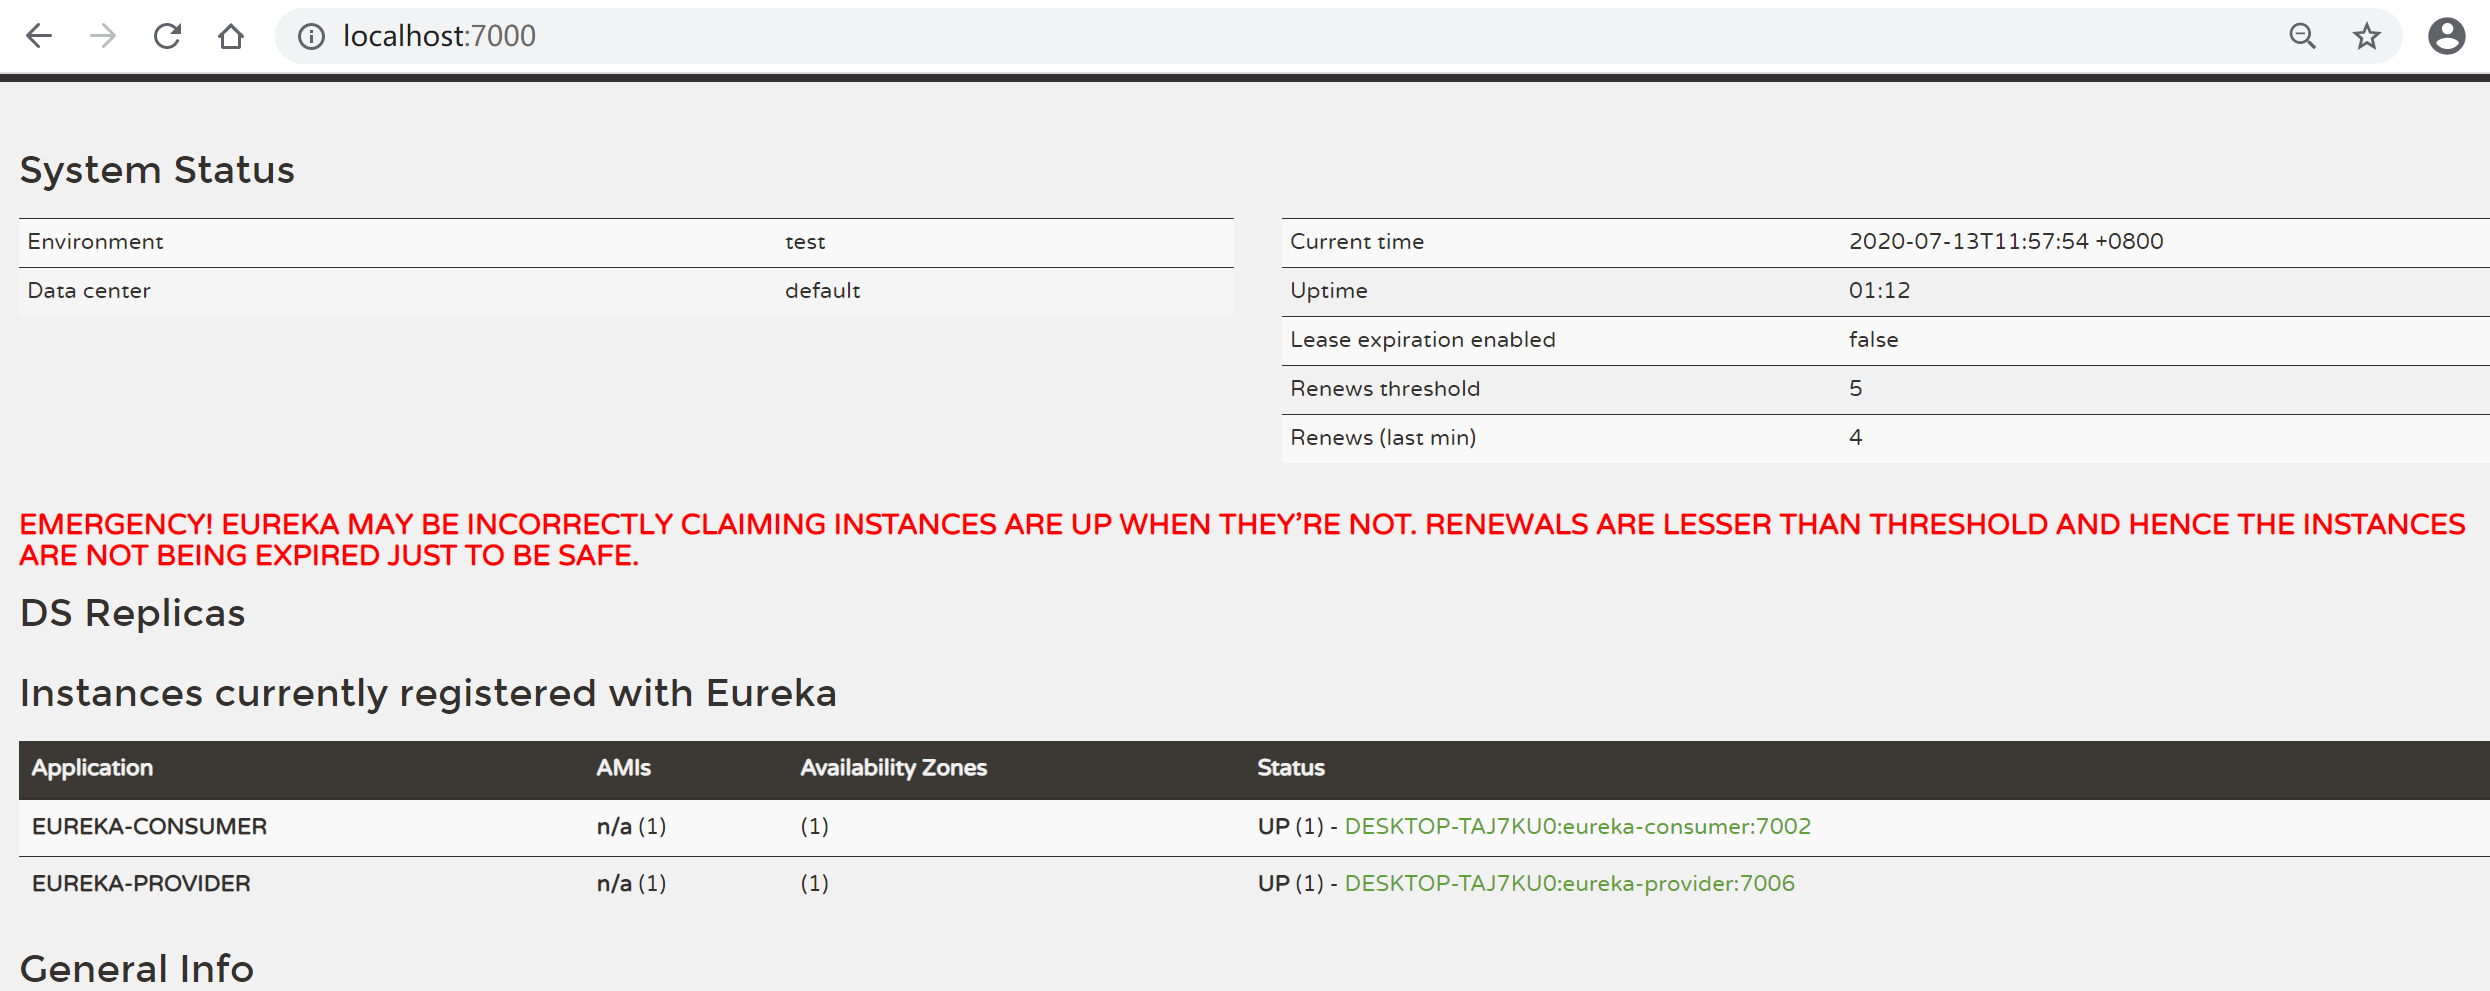 localhost:7000
System Status
Environment test
Data center default
Current time 2020-07-13T11:57:54 +0800
Uptime 01:12
Lease expiration enabled false
Renews threshold 5
Renews (last min) 4
EMERGENCY! EUREKA MAY BE INCORRECTLY CLAIMING INSTANCES ARE UP WHEN THEY’RE NOT. RENEWALS ARE LESSER THAN THRESHOLD AND HENCE THE INSTANCES
ARE NOT BEING EXPIRED JUST TO BE SAFE.
DS Replicas
Instances currently registered with Eureka
Application AMIs Availability Zones Status
EUREKA-CONSUMER n/a (1) (1) UP (1) - DESKTOP-TAJ7KU0:eureka-consumer:7002
EUREKA-PROVIDER n/a (1) (1) UP (1) - DESKTOP-TAJ7KU0:eureka-provider:7006
General Info